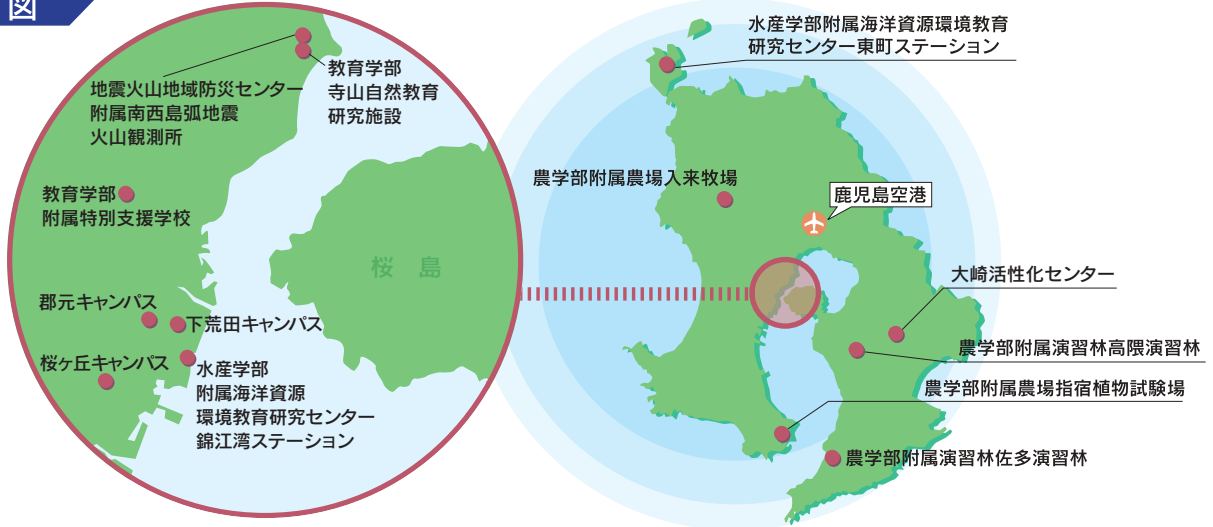 図
地震火山地域防災センター
附属南西島弧地震
火山観測所
教育学部
寺山自然教育
研究施設
教育学部
附属特別支援学校
桜 島
郡元キャンパス
下荒田キャンパス
桜ヶ丘キャンパス
水産学部
附属海洋資源
環境教育研究センター
錦江湾ステーション
水産学部附属海洋資源環境教育
研究センター東町ステーション
農学部附属農場入来牧場
鹿児島空港
大崎活性化センター
農学部附属演習林高隈演習林
農学部附属農場指宿植物試験場
農学部附属演習林佐多演習林